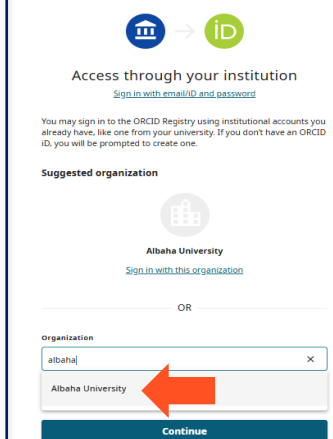 iD
Access through your institution
Sign in with email/iD and password
You may sign in to the ORCID Registry using institutional accounts you
already have, like one from your university. If you don't have an ORCID
iD, you will be prompted to create one.
Suggested organization
Albaha University
Sign in with this organization
OR
Organization
albaha
Albaha University
Continue